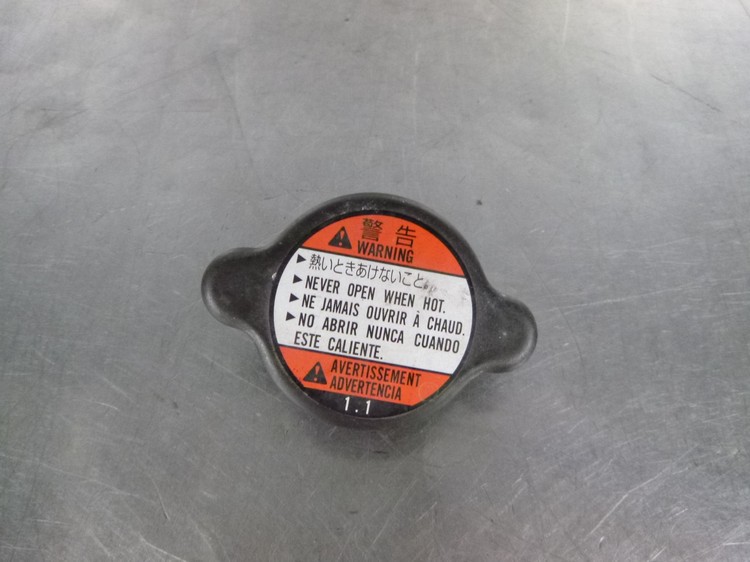 警告
WARNING
▶熱いときあけないこと。
▶NEVER OPEN WHEN HOT.
▶NE JAMAIS OUVRIR À CHAUD.
▶NO ABRIR NUNCA CUANDO
ESTE CALIENTE.
AVERTISSEMENT
ADVERTENCIA
1.1